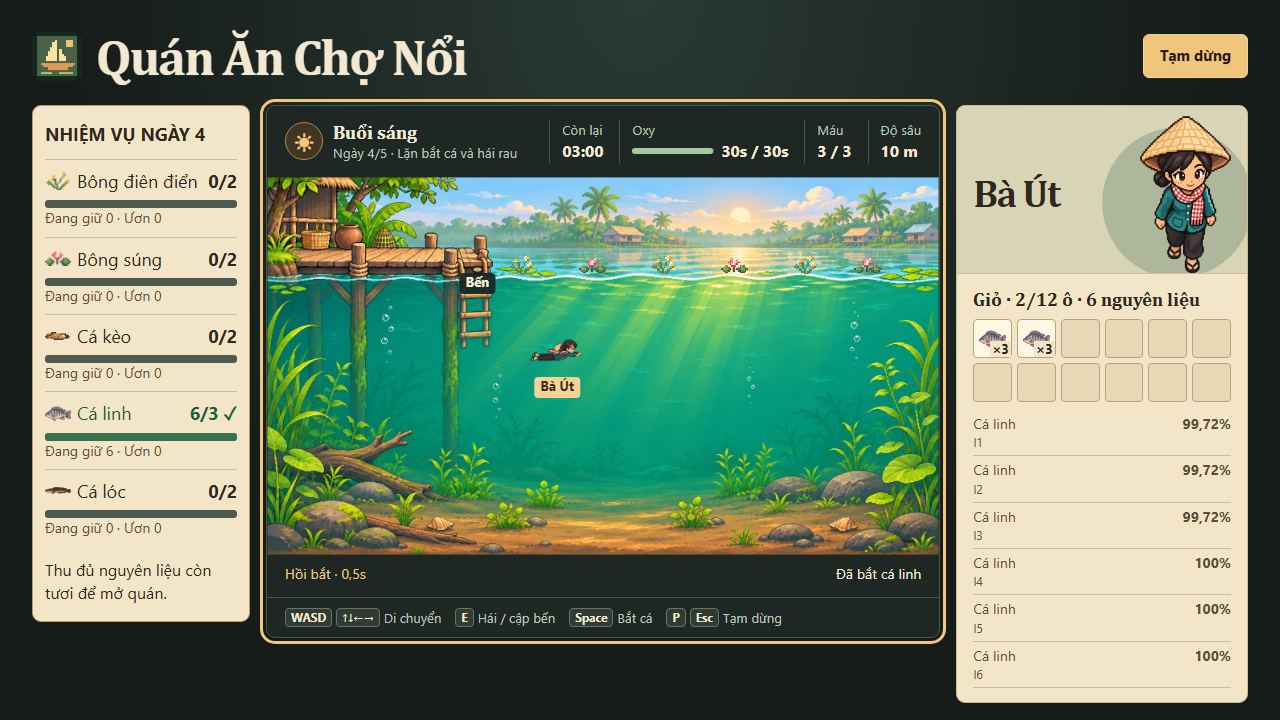 Quán Ăn Chợ Nổi
Tạm dừng
NHIỆM VỤ NGÀY 4
Bông điên điển 0/2
Đang giữ 0 · Ươn 0
Bông súng 0/2
Đang giữ 0 · Ươn 0
Cá kèo 0/2
Đang giữ 0 · Ươn 0
Cá linh 6/3 ✓
Đang giữ 6 · Ươn 0
Cá lóc 0/2
Đang giữ 0 · Ươn 0
Thu đủ nguyên liệu còn
tươi để mở quán.
Buổi sáng
Ngày 4/5 · Lặn bắt cá và hái rau
Còn lại
03:00
Oxy
30s / 30s
Máu
3 / 3
Độ sâu
10 m
Bến
Bà Út
Hồi bắt · 0,5s
Đã bắt cá linh
WASD ↑↓←→ Di chuyển E Hái / cập bến Space Bắt cá P Esc Tạm dừng
Bà Út
Giỏ · 2/12 ô · 6 nguyên liệu
×3 ×3
Cá linh 99,72%
I1
Cá linh 99,72%
I2
Cá linh 99,72%
I3
Cá linh 100%
I4
Cá linh 100%
I5
Cá linh 100%
I6